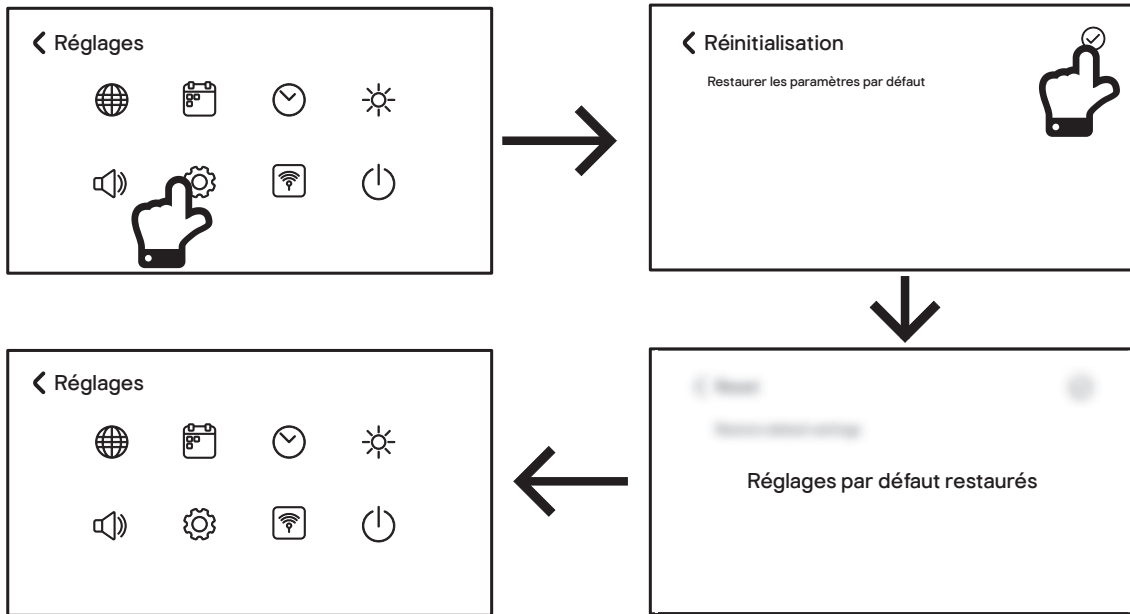 Réglages
Réinitialisation
Restaurer les paramètres par défaut
Réglages par défaut restaurés
Réglages